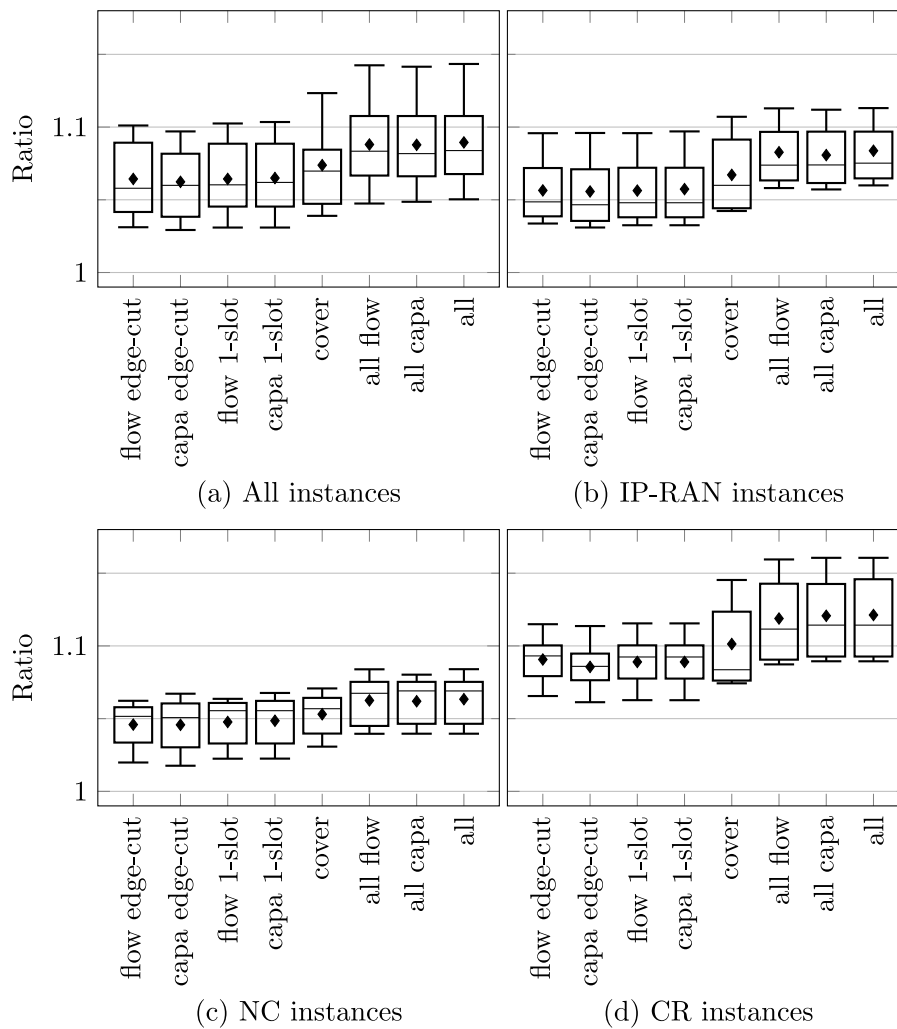 Ratio
1.1
1
flow edge-cut
capa edge-cut
flow 1-slot
capa 1-slot
cover
all flow
all capa
all
flow edge-cut
capa edge-cut
flow 1-slot
capa 1-slot
cover
all flow
all capa
all
(a) All instances
(b) IP-RAN instances
Ratio
1.1
1
flow edge-cut
capa edge-cut
flow 1-slot
capa 1-slot
cover
all flow
all capa
all
flow edge-cut
capa edge-cut
flow 1-slot
capa 1-slot
cover
all flow
all capa
all
(c) NC instances
(d) CR instances